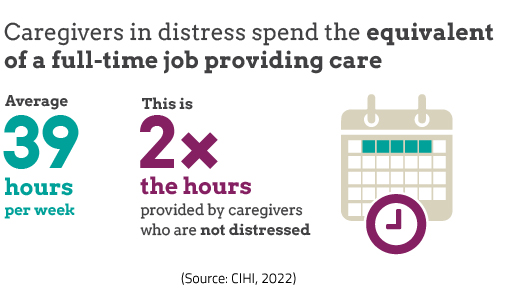 Caregivers in distress spend the equivalent
of a full-time job providing care
Average
39
hours
per week
This is
2×
the hours
provided by caregivers
who are not distressed
(Source: CIHI, 2022)